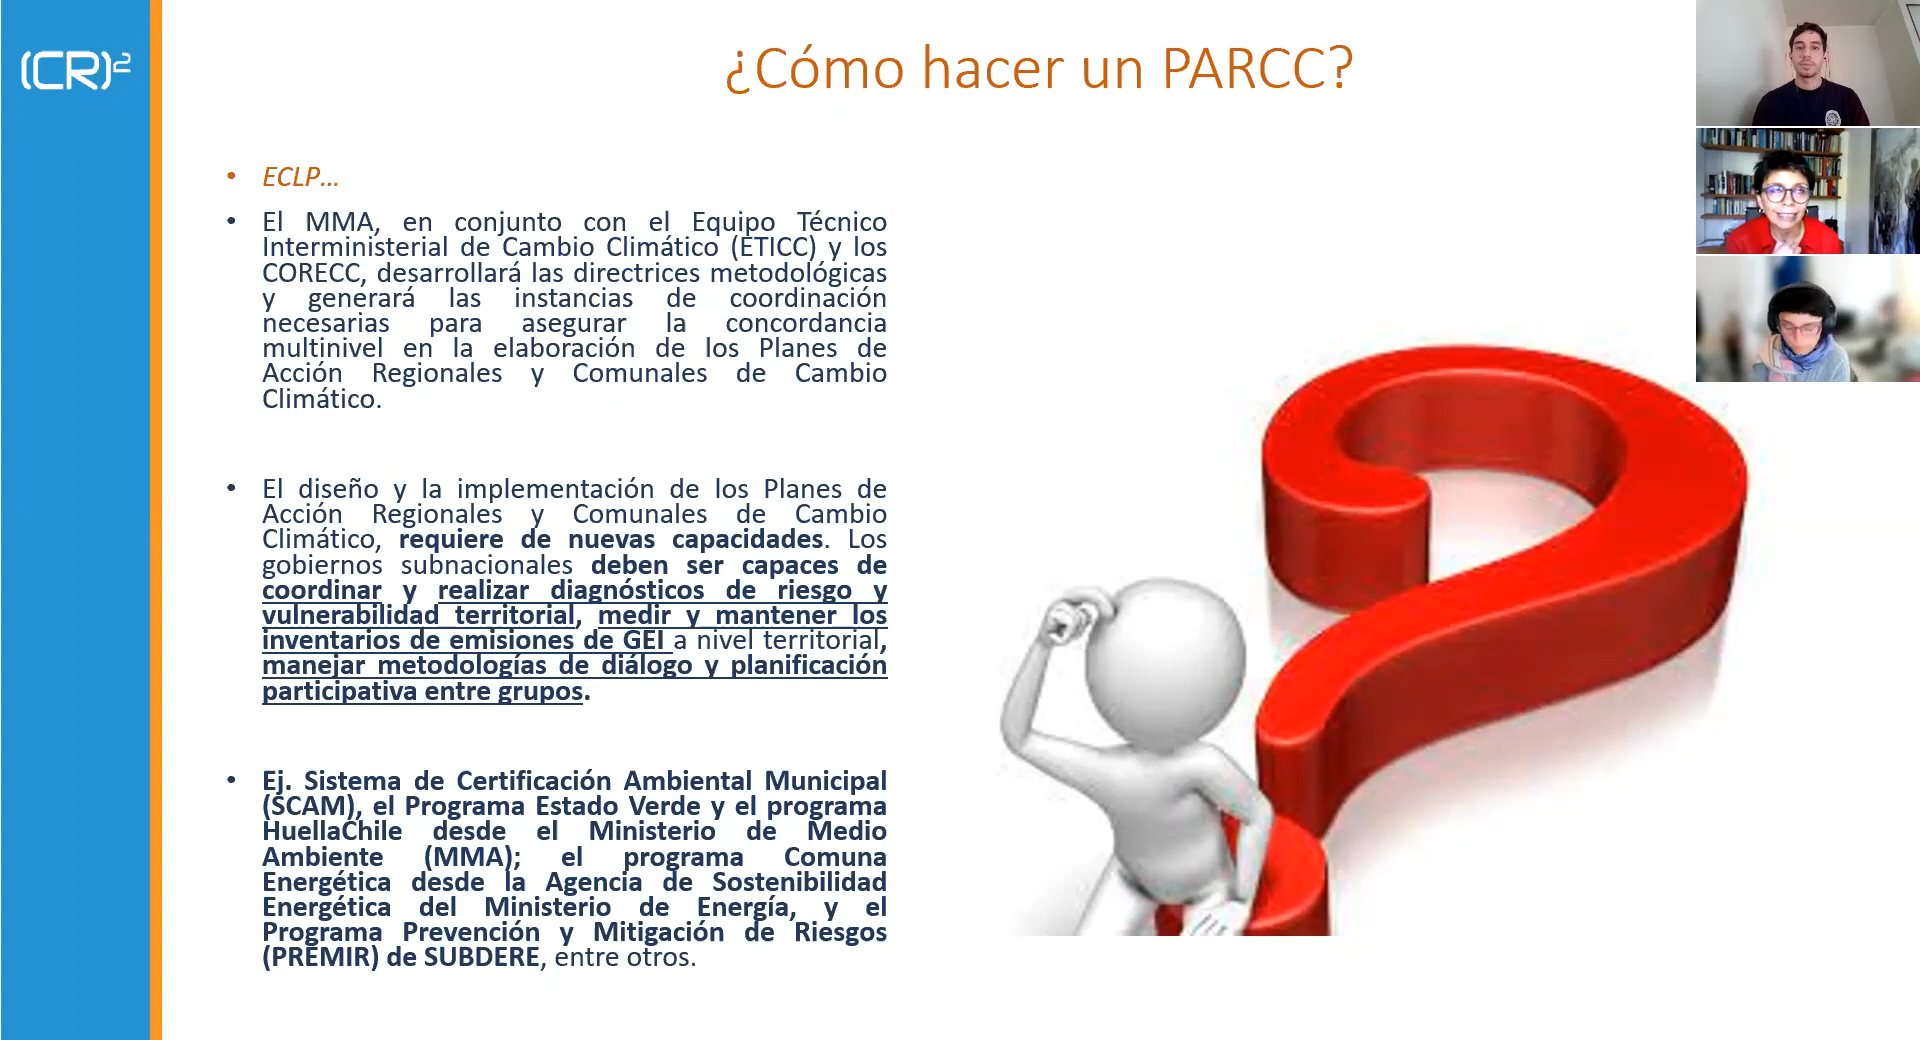 (CR)²
¿Cómo hacer un PARCC?
• ECLP...
• El MMA, en conjunto con el Equipo Técnico
Interministerial de Cambio Climático (ETICC) y los
CORECC, desarrollará las directrices metodológicas
y generará las instancias de coordinación
necesarias para asegurar la concordancia
multinivel en la elaboración de los Planes de
Acción Regionales y Comunales de Cambio
Climático.
• El diseño y la implementación de los Planes de
Acción Regionales y Comunales de Cambio
Climático, requiere de nuevas capacidades. Los
gobiernos subnacionales deben ser capaces de
coordinar y realizar diagnósticos de riesgo y
vulnerabilidad territorial, medir y mantener los
inventarios de emisiones de GEI a nivel territorial,
manejar metodologías de diálogo y planificación
participativa entre grupos.
• Ej. Sistema de Certificación Ambiental Municipal
(SCAM), el Programa Estado Verde y el programa
HuellaChile desde el Ministerio de Medio
Ambiente (MMA); el programa Comuna
Energética desde la Agencia de Sostenibilidad
Energética del Ministerio de Energía, y el
Programa Prevención y Mitigación de Riesgos
(PREMIR) de SUBDERE, entre otros.